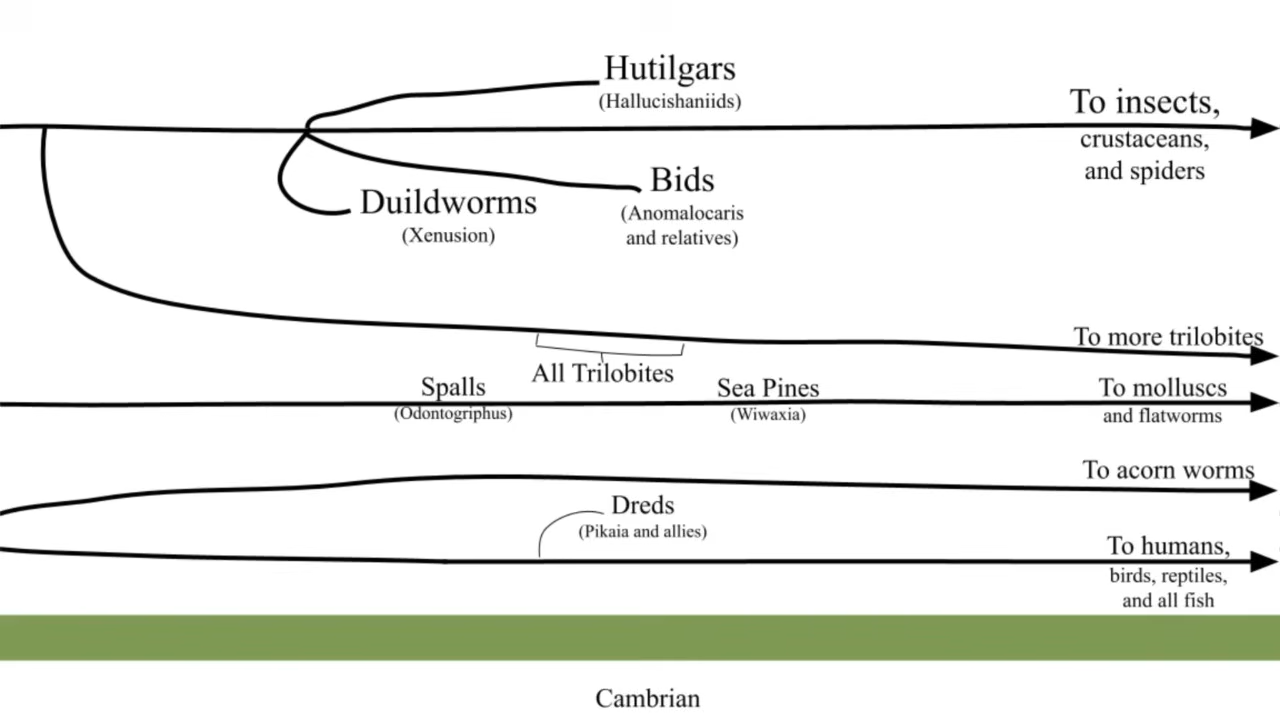 Hutilgars
(Hallucishaniids)
To insects,
crustaceans,
and spiders
Bids
(Anomalocaris
and relatives)
Duildworms
(Xenusion)
To more trilobites
All Trilobites
Spalls
(Odontogriphus)
Sea Pines
(Wiwaxia)
To molluscs
and flatworms
To acorn worms
Dreds
(Pikaia and allies)
To humans,
birds, reptiles,
and all fish
Cambrian